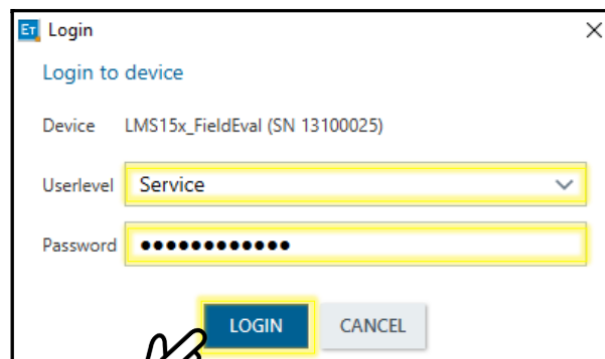 ET Login
Login to device
Device LMS15x_FieldEval (SN 13100025)
Userlevel Service
Password ●●●●●●●●●●●●
LOGIN CANCEL